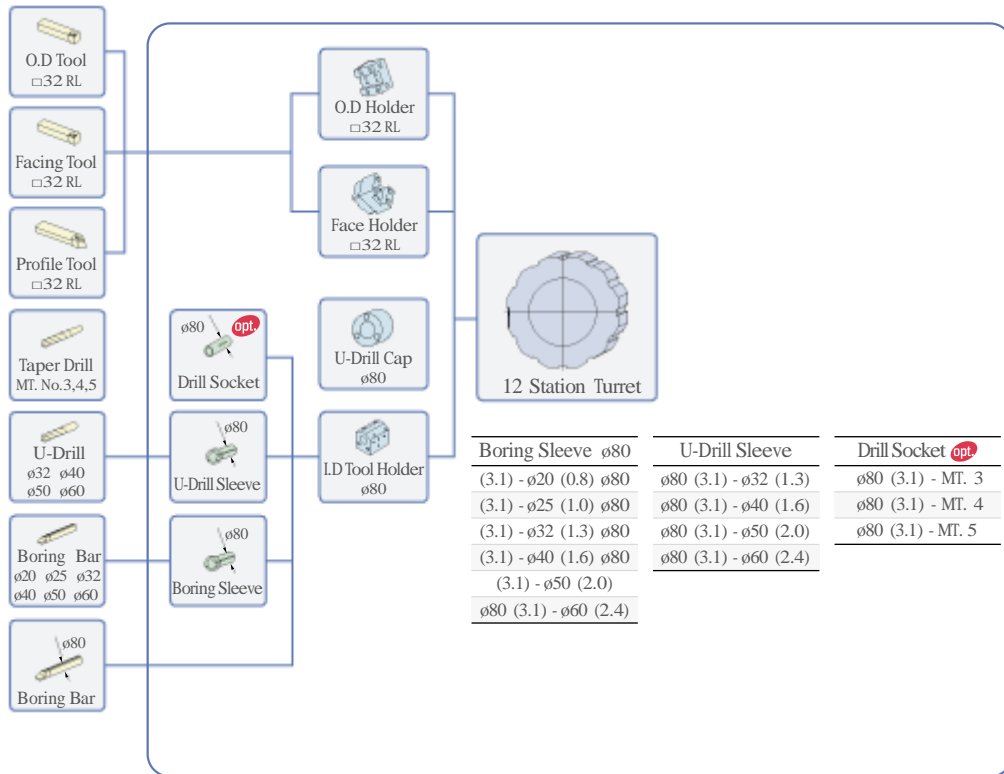 O.D Tool
□32 RL
Facing Tool
□32 RL
Profile Tool
□32 RL
Taper Drill
MT. No.3,4,5
U-Drill
ø32 ø40
ø50 ø60
Boring Bar
ø20 ø25 ø32
ø40 ø50 ø60
ø80
Boring Bar
ø80 opt.
Drill Socket
ø80
U-Drill Sleeve
ø80
Boring Sleeve
O.D Holder
□32 RL
Face Holder
□32 RL
U-Drill Cap
ø80
I.D Tool Holder
ø80
12 Station Turret
Boring Sleeve ø80
(3.1) - ø20 (0.8) ø80
(3.1) - ø25 (1.0) ø80
(3.1) - ø32 (1.3) ø80
(3.1) - ø40 (1.6) ø80
(3.1) - ø50 (2.0)
ø80 (3.1) - ø60 (2.4)
U-Drill Sleeve
ø80 (3.1) - ø32 (1.3)
ø80 (3.1) - ø40 (1.6)
ø80 (3.1) - ø50 (2.0)
ø80 (3.1) - ø60 (2.4)
Drill Socket opt.
ø80 (3.1) - MT. 3
ø80 (3.1) - MT. 4
ø80 (3.1) - MT. 5